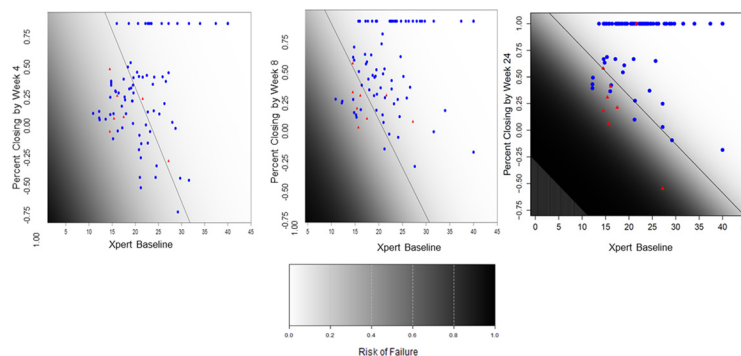 Percent Closing by Week 4
0.75
0.50
0.25
0.00
-0.25
-0.50
-0.75
1.00
5 10 15 20 25 30 35 40 45
Xpert Baseline
Percent Closing by Week 8
0.75
0.50
0.25
0.00
-0.25
-0.50
-0.75
5 10 15 20 25 30 35 40 45
Xpert Baseline
Percent Closing by Week 24
1.00
0.75
0.50
0.25
0.00
-0.25
-0.50
-0.75
0 5 10 15 20 25 30 35 40 45
Xpert Baseline
0.0 0.2 0.4 0.6 0.8 1.0
Risk of Failure